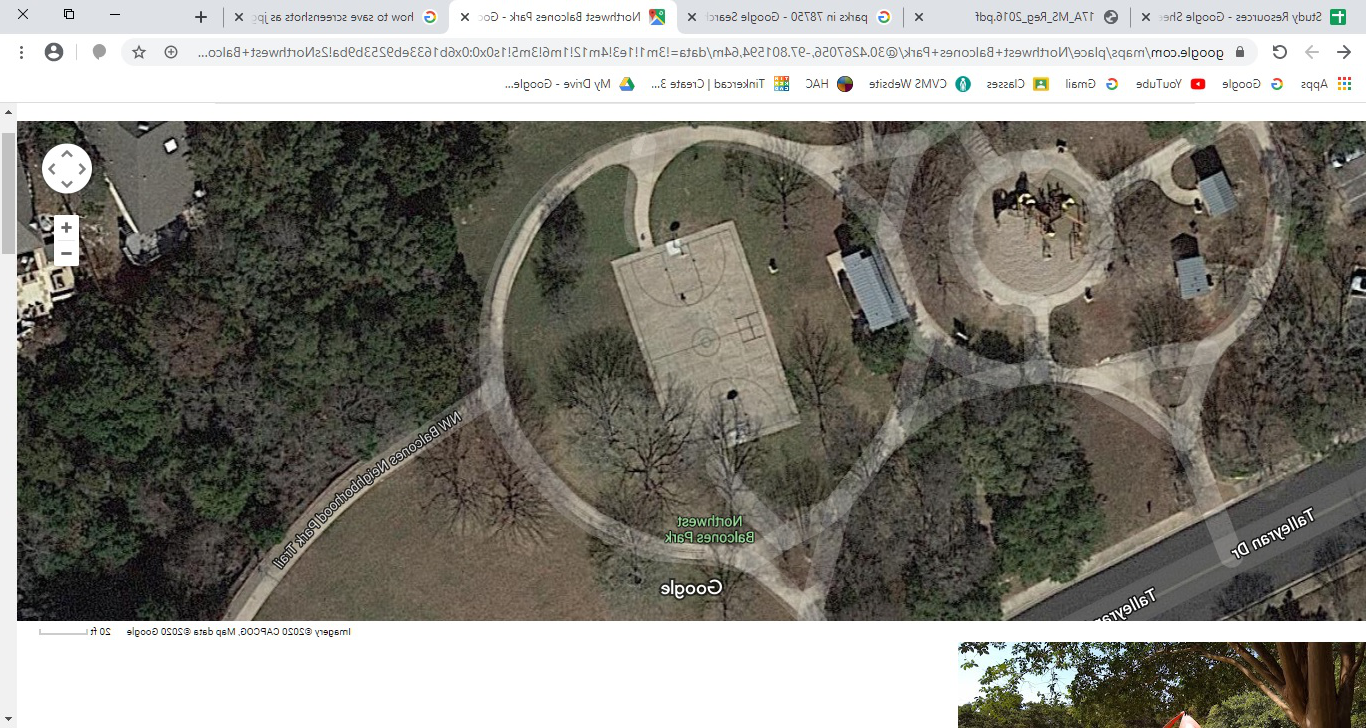 Study Resources - Google She
17A_MS_Reg_2016.pdf
parks in 78750 - Google Search
Northwest Balcones Park - Goo
how to save screenshots as jpg
google.com/maps/place/Northwest+Balcones+Park/@30.4267056,-97.801594,64m/data=!3m1!1e3!4m12!1m6!3m5!1s0x0:0x6b1633eb92553b9ba!2sNorthwest+Balco...
Apps Google YouTube Gmail Classes CVMS Website HAC Tinkercad | Create 3... My Drive - Google...
NW Balcones Neighborhood Park Trail
Northwest
Balcones Park
Talleyran Dr
Talleyran
Google
Imagery ©2020 CAPCOG, Map data ©2020 Google 20 ft